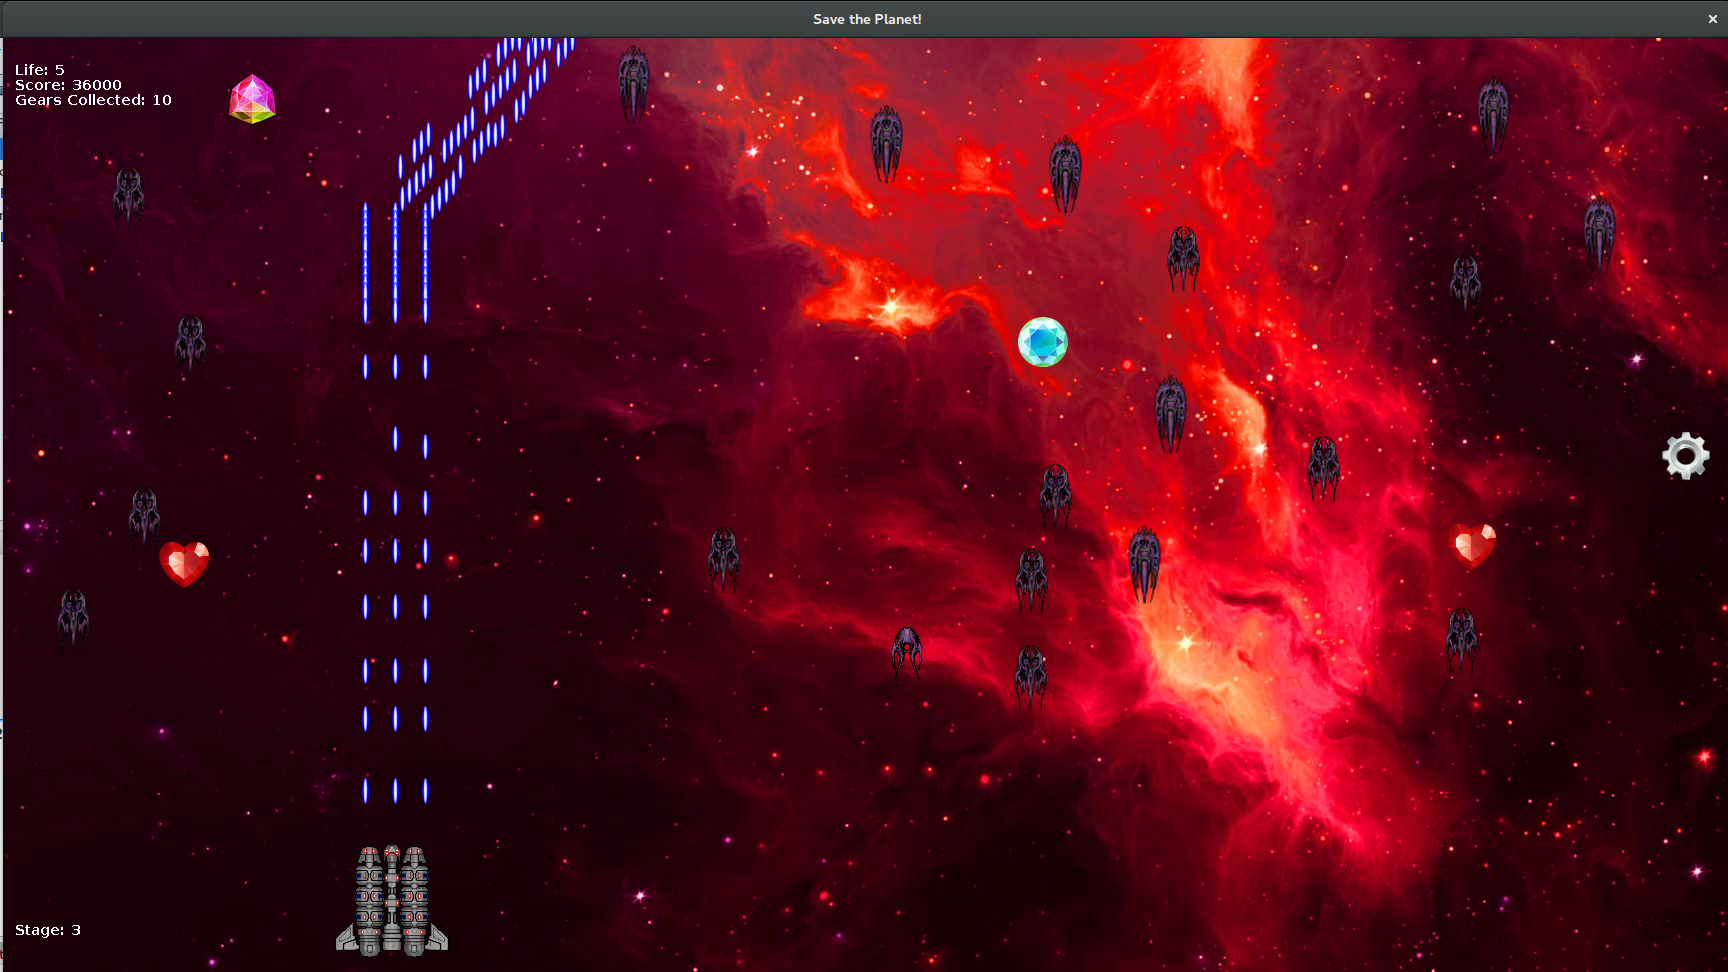 Save the Planet!
Life: 5
Score: 36000
Gears Collected: 10
Stage: 3